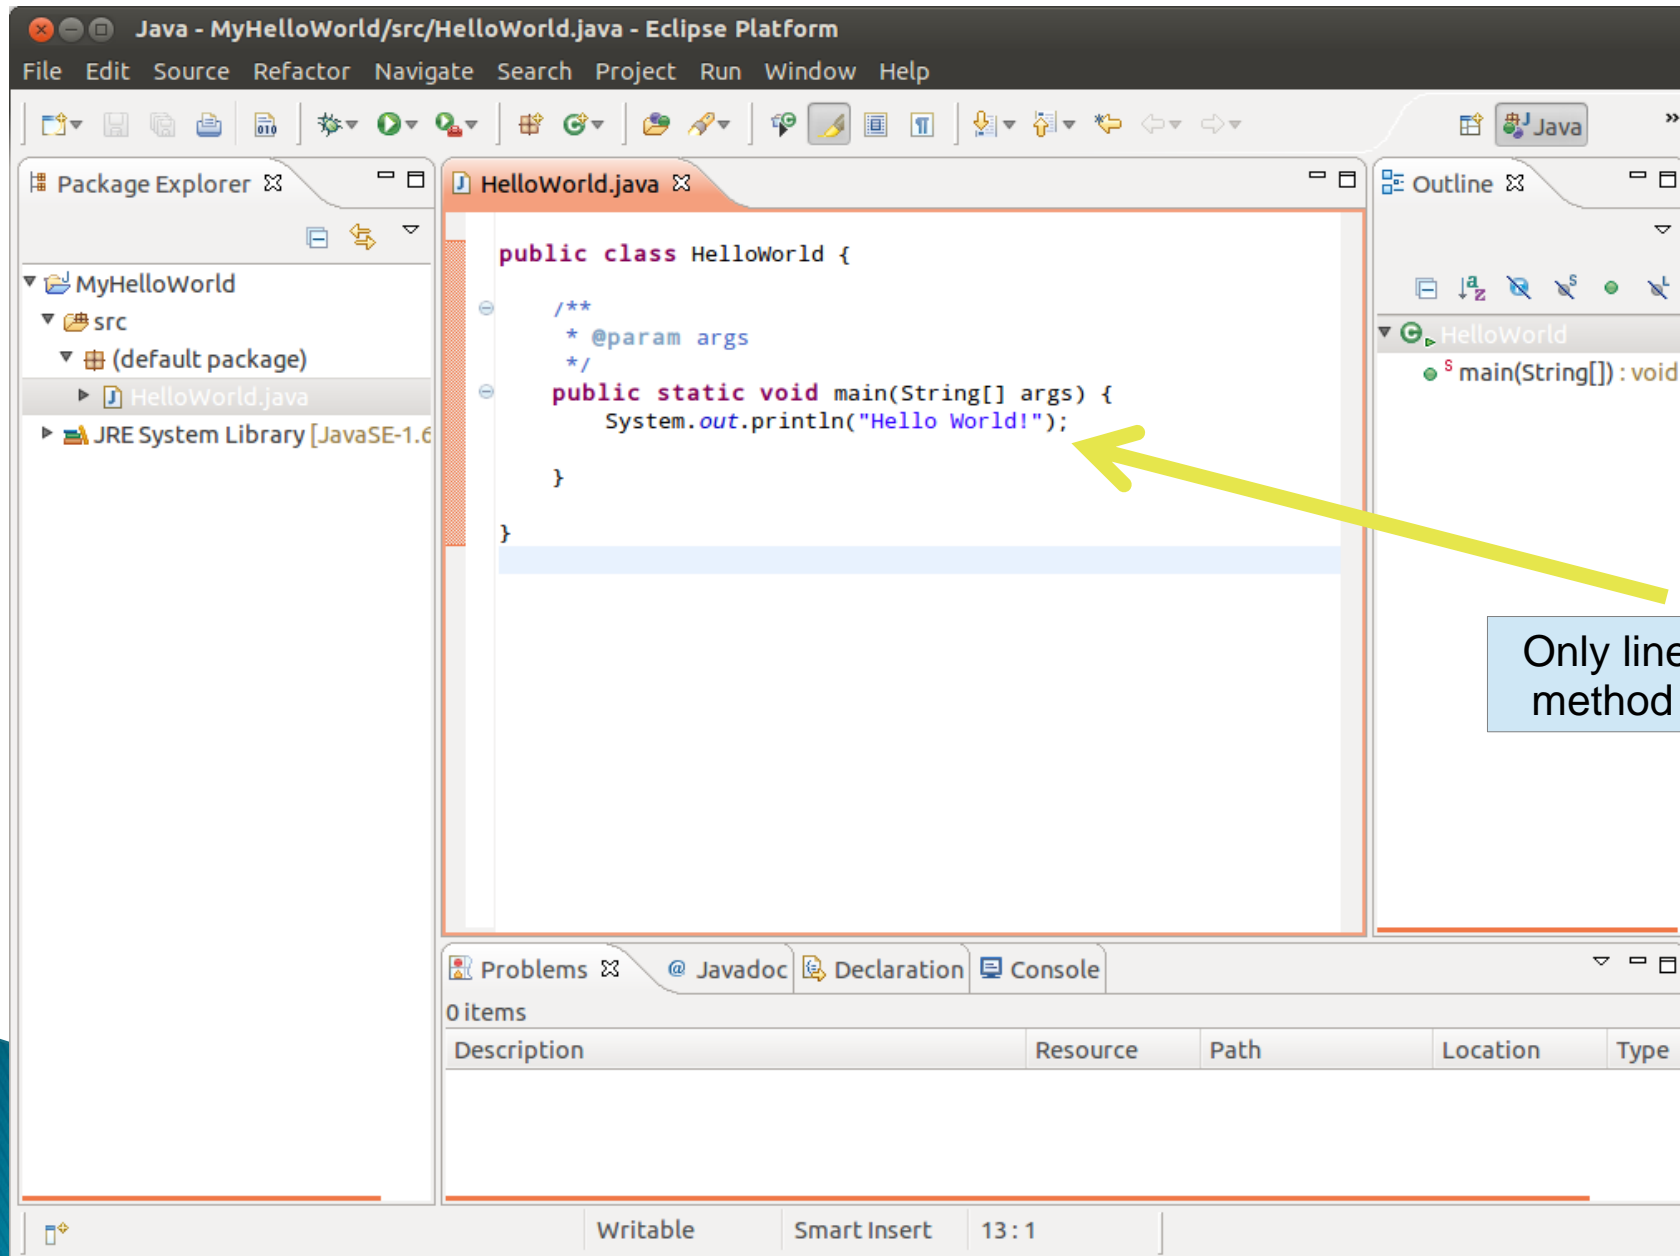 Java - MyHelloWorld/src/HelloWorld.java - Eclipse Platform
File Edit Source Refactor Navigate Search Project Run Window Help
Java
Package Explorer
MyHelloWorld
src
(default package)
HelloWorld.java
JRE System Library [JavaSE-1.6
HelloWorld.java
public class HelloWorld {
/**
* @param args
*/
public static void main(String[] args) {
System.out.println("Hello World!");
}
}
Outline
HelloWorld
main(String[]) : void
Only line
method
Problems @ Javadoc Declaration Console
0 items
Description Resource Path Location Type
Writable Smart Insert 13 : 1